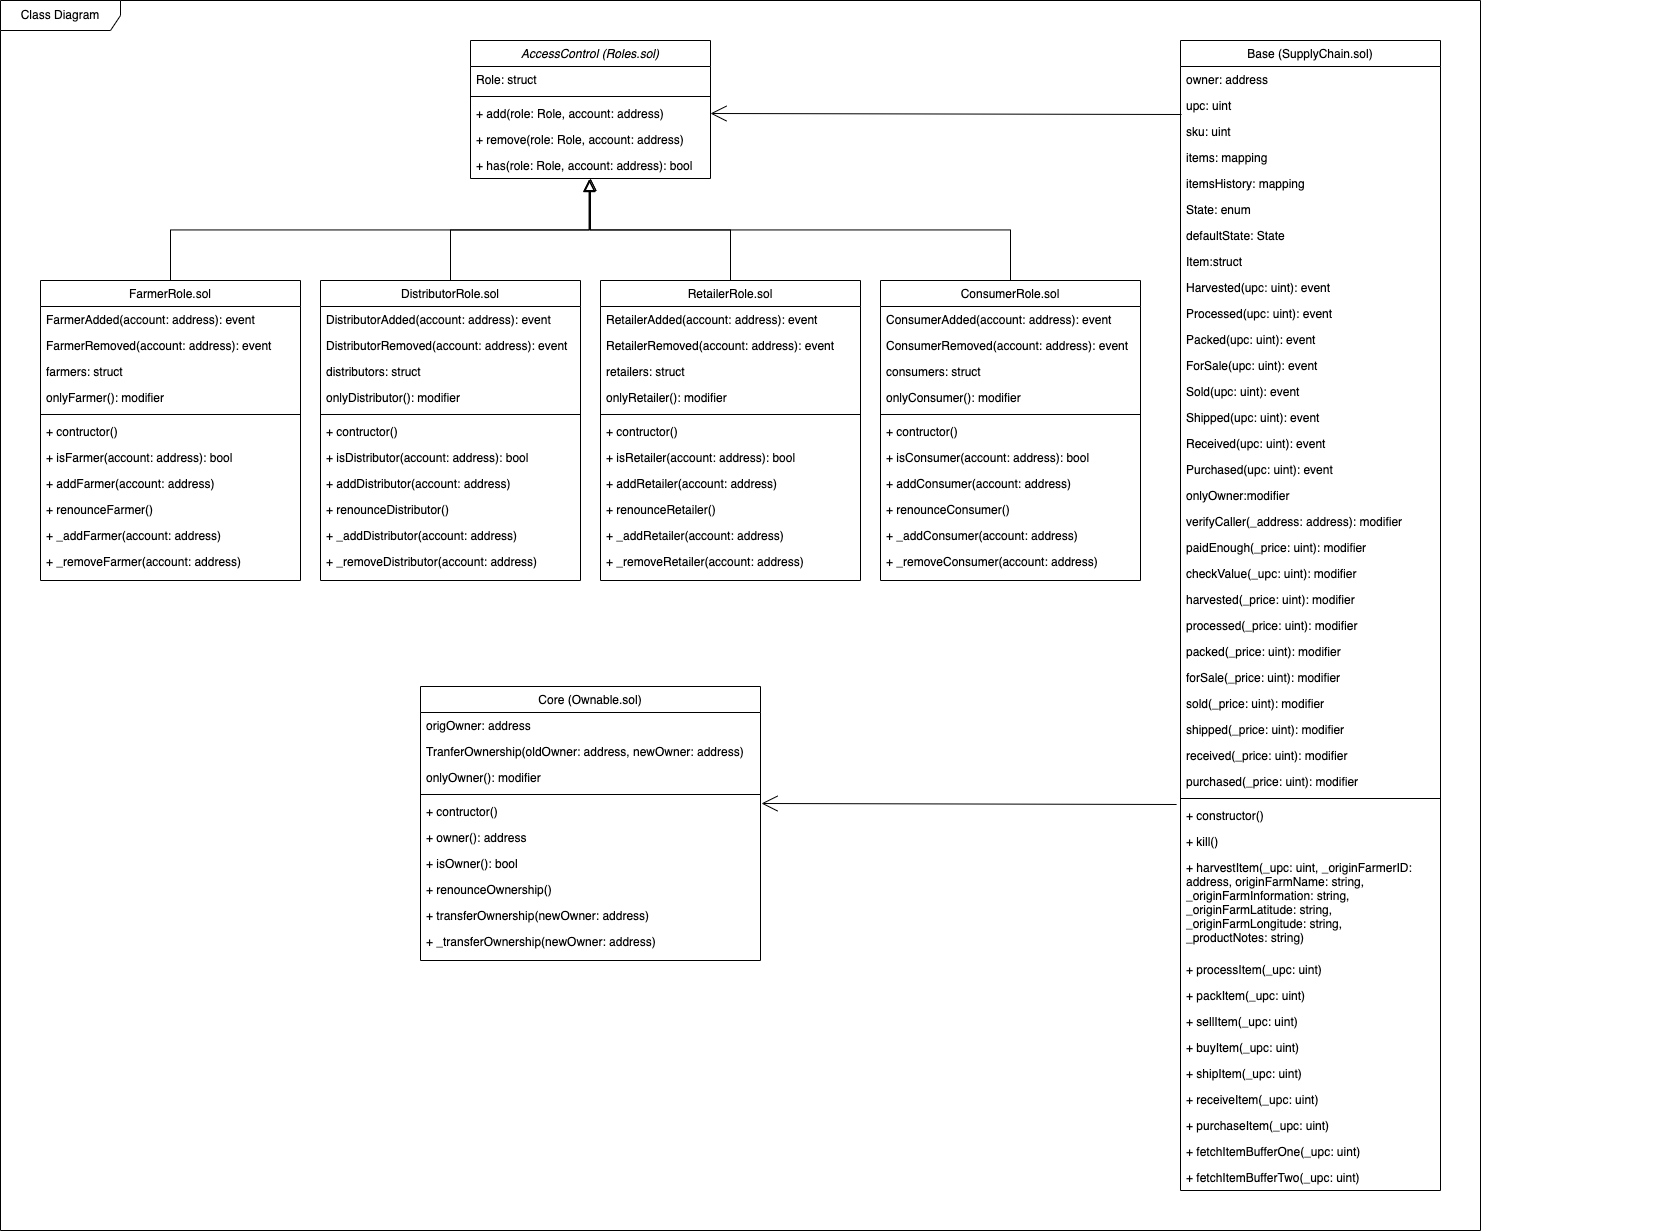 Class Diagram
AccessControl (Roles.sol)
Role: struct
+ add(role: Role, account: address)
+ remove(role: Role, account: address)
+ has(role: Role, account: address): bool
FarmerRole.sol
FarmerAdded(account: address): event
FarmerRemoved(account: address): event
farmers: struct
onlyFarmer(): modifier
+ contructor()
+ isFarmer(account: address): bool
+ addFarmer(account: address)
+ renounceFarmer()
+ _addFarmer(account: address)
+ _removeFarmer(account: address)
DistributorRole.sol
DistributorAdded(account: address): event
DistributorRemoved(account: address): event
distributors: struct
onlyDistributor(): modifier
+ contructor()
+ isDistributor(account: address): bool
+ addDistributor(account: address)
+ renounceDistributor()
+ _addDistributor(account: address)
+ _removeDistributor(account: address)
RetailerRole.sol
RetailerAdded(account: address): event
RetailerRemoved(account: address): event
retailers: struct
onlyRetailer(): modifier
+ contructor()
+ isRetailer(account: address): bool
+ addRetailer(account: address)
+ renounceRetailer()
+ _addRetailer(account: address)
+ _removeRetailer(account: address)
ConsumerRole.sol
ConsumerAdded(account: address): event
ConsumerRemoved(account: address): event
consumers: struct
onlyConsumer(): modifier
+ contructor()
+ isConsumer(account: address): bool
+ addConsumer(account: address)
+ renounceConsumer()
+ _addConsumer(account: address)
+ _removeConsumer(account: address)
Core (Ownable.sol)
origOwner: address
TranferOwnership(oldOwner: address, newOwner: address)
onlyOwner(): modifier
+ contructor()
+ owner(): address
+ isOwner(): bool
+ renounceOwnership()
+ transferOwnership(newOwner: address)
+ _transferOwnership(newOwner: address)
Base (SupplyChain.sol)
owner: address
upc: uint
sku: uint
items: mapping
itemsHistory: mapping
State: enum
defaultState: State
Item:struct
Harvested(upc: uint): event
Processed(upc: uint): event
Packed(upc: uint): event
ForSale(upc: uint): event
Sold(upc: uint): event
Shipped(upc: uint): event
Received(upc: uint): event
Purchased(upc: uint): event
onlyOwner:modifier
verifyCaller(_address: address): modifier
paidEnough(_price: uint): modifier
checkValue(_upc: uint): modifier
harvested(_price: uint): modifier
processed(_price: uint): modifier
packed(_price: uint): modifier
forSale(_price: uint): modifier
sold(_price: uint): modifier
shipped(_price: uint): modifier
received(_price: uint): modifier
purchased(_price: uint): modifier
+ constructor()
+ kill()
+ harvestItem(_upc: uint, _originFarmerID:
address, originFarmName: string,
_originFarmInformation: string,
_originFarmLatitude: string,
_originFarmLongitude: string,
_productNotes: string)
+ processItem(_upc: uint)
+ packItem(_upc: uint)
+ sellItem(_upc: uint)
+ buyItem(_upc: uint)
+ shipItem(_upc: uint)
+ receiveItem(_upc: uint)
+ purchaseItem(_upc: uint)
+ fetchItemBufferOne(_upc: uint)
+ fetchItemBufferTwo(_upc: uint)